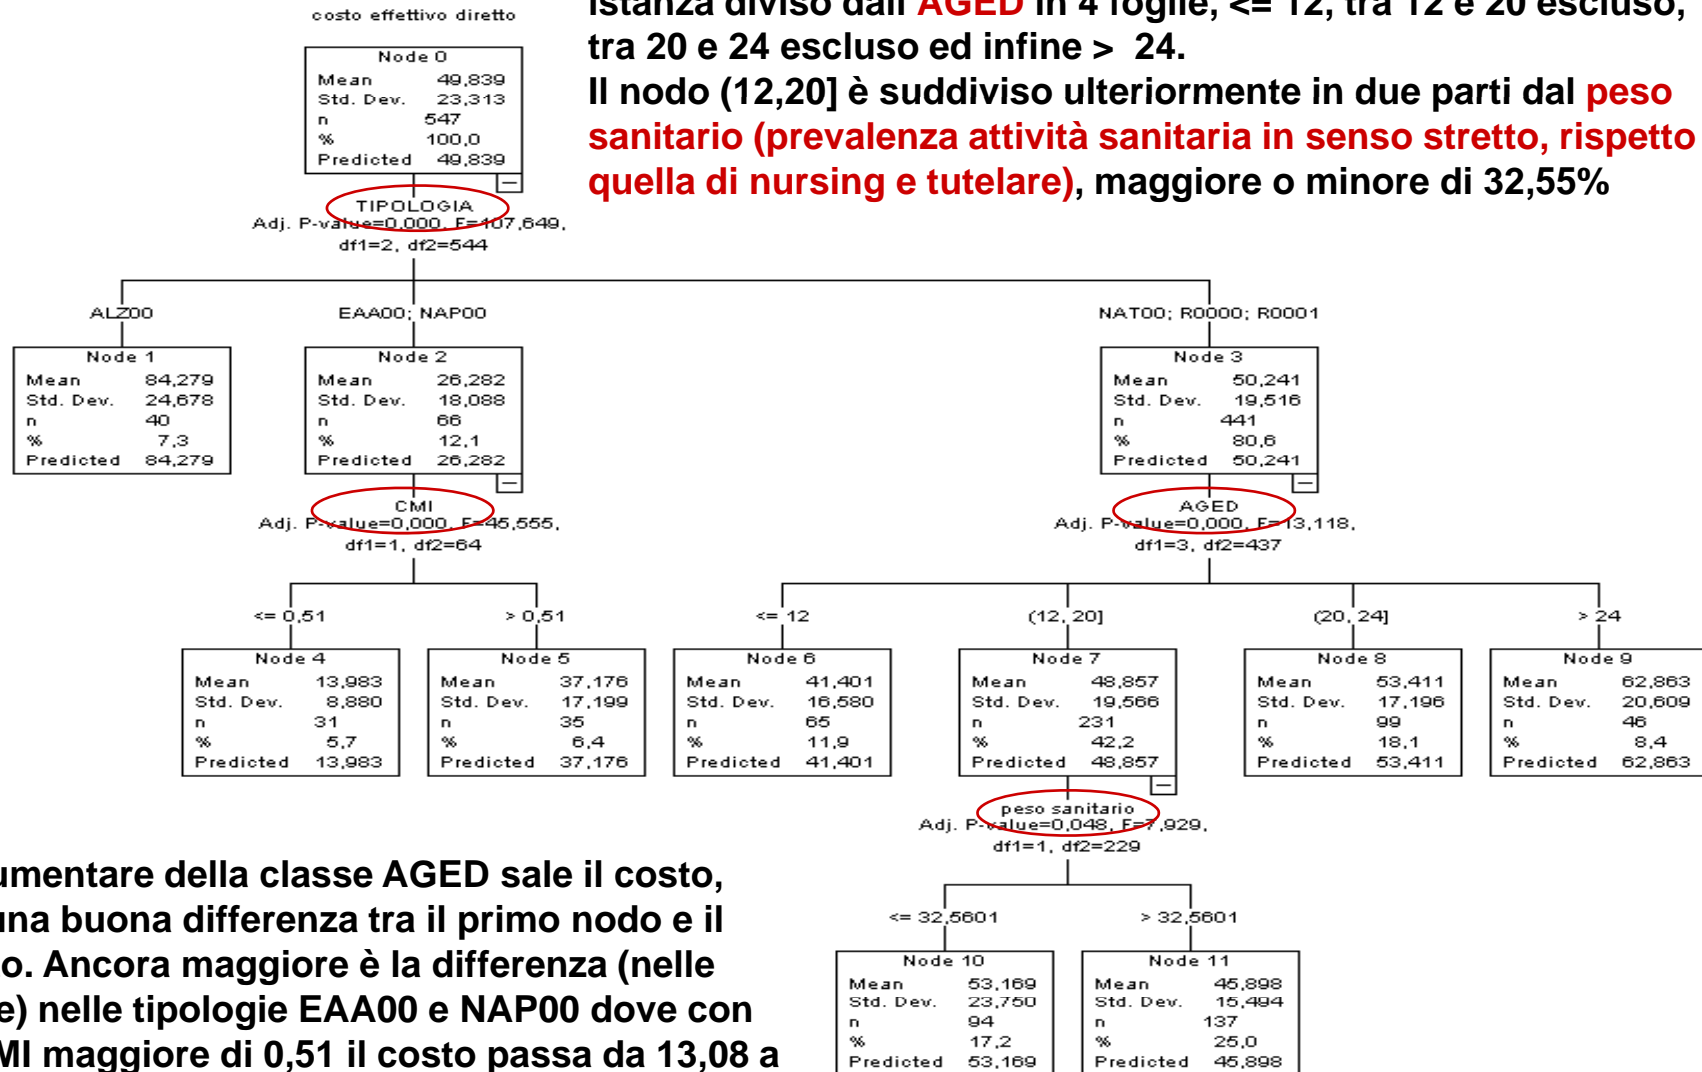 costo effettivo diretto
Istanza diviso dall'AGED in 4 foglie, <= 12, tra 12 e 20 escluso,
tra 20 e 24 escluso ed infine > 24.
Il nodo (12,20] è suddiviso ulteriormente in due parti dal peso
sanitario (prevalenza attività sanitaria in senso stretto, rispetto
quella di nursing e tutelare), maggiore o minore di 32,55%
Node 0
Mean 49,839
Std. Dev. 23,313
n 547
% 100,0
Predicted 49,839
TIPOLOGIA
Adj. P-value=0,000, F=107,649,
df1=2, df2=544
ALZ00
EAA00; NAP00
NAT00; R0000; R0001
Node 1
Mean 84,279
Std. Dev. 24,678
n 40
% 7,3
Predicted 84,279
Node 2
Mean 26,282
Std. Dev. 18,088
n 66
% 12,1
Predicted 26,282
Node 3
Mean 50,241
Std. Dev. 19,516
n 441
% 80,6
Predicted 50,241
CMI
Adj. P-value=0,000, F=45,555,
df1=1, df2=64
AGED
Adj. P-value=0,000, F=13,118,
df1=3, df2=437
<= 0,51
> 0,51
<= 12
(12, 20]
(20, 24]
> 24
Node 4
Mean 13,983
Std. Dev. 8,880
n 31
% 5,7
Predicted 13,983
Node 5
Mean 37,176
Std. Dev. 17,199
n 35
% 6,4
Predicted 37,176
Node 6
Mean 41,401
Std. Dev. 16,580
n 65
% 11,9
Predicted 41,401
Node 7
Mean 48,857
Std. Dev. 19,566
n 231
% 42,2
Predicted 48,857
Node 8
Mean 53,411
Std. Dev. 17,196
n 99
% 18,1
Predicted 53,411
Node 9
Mean 62,863
Std. Dev. 20,609
n 46
% 8,4
Predicted 62,863
peso sanitario
Adj. P-value=0,048, F=7,929,
df1=1, df2=229
<= 32,5601
> 32,5601
Node 10
Mean 53,169
Std. Dev. 23,750
n 94
% 17,2
Predicted 53,169
Node 11
Mean 45,898
Std. Dev. 15,494
n 137
% 25,0
Predicted 45,898
umentare della classe AGED sale il costo,
una buona differenza tra il primo nodo e il
o. Ancora maggiore è la differenza (nelle
e) nelle tipologie EAA00 e NAP00 dove con
MI maggiore di 0,51 il costo passa da 13,08 a